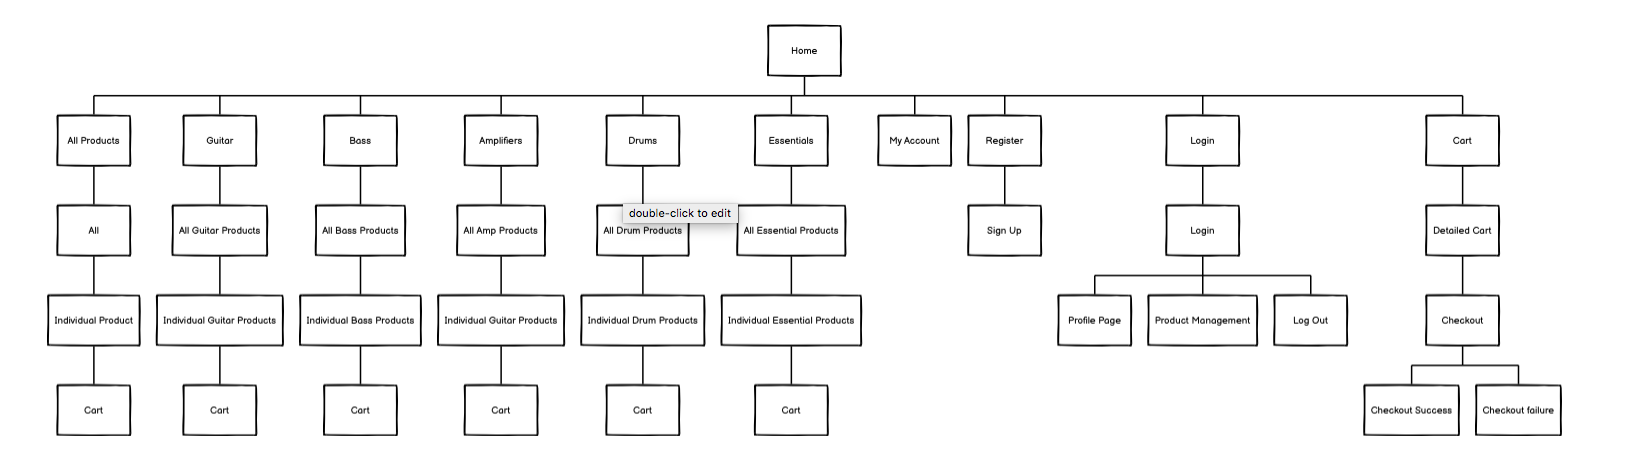 Home
All Products
Guitar
Bass
Amplifiers
Drums
Essentials
My Account
Register
Login
Cart
double-click to edit
All
All Guitar Products
All Bass Products
All Amp Products
All Drum Products
All Essential Products
Sign Up
Login
Detailed Cart
Individual Product
Individual Guitar Products
Individual Bass Products
Individual Guitar Products
Individual Drum Products
Individual Essential Products
Profile Page
Product Management
Log Out
Checkout
Cart
Cart
Cart
Cart
Cart
Cart
Checkout Success
Checkout failure